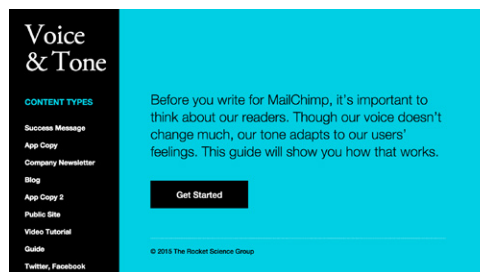 Voice
& Tone
CONTENT TYPES
Success Message
App Copy
Company Newsletter
Blog
App Copy 2
Public Site
Video Tutorial
Guide
Twitter, Facebook
Before you write for MailChimp, it's important to
think about our readers. Though our voice doesn't
change much, our tone adapts to our users'
feelings. This guide will show you how that works.
Get Started
© 2015 The Rocket Science Group